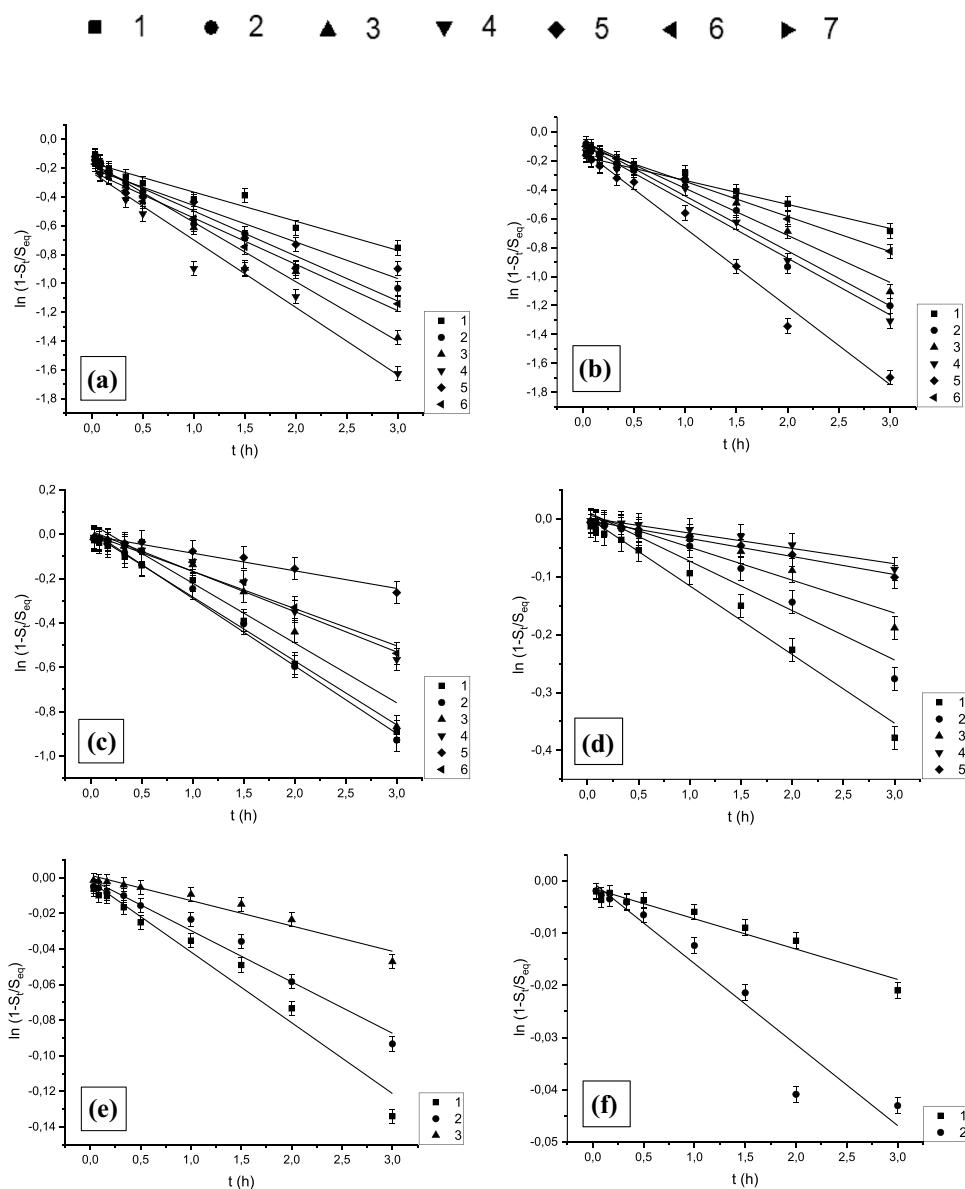 1 2 3 4 5 6 7
0,0
-0,2
-0,4
-0,6
-0,8
-1,0
-1,2
-1,4
-1,6
-1,8
ln (1-St/Seq)
0,0 0,5 1,0 1,5 2,0 2,5 3,0
t (h)
(a)
1
2
3
4
5
6
0,0
-0,2
-0,4
-0,6
-0,8
-1,0
-1,2
-1,4
-1,6
-1,8
ln (1-St/Seq)
0,0 0,5 1,0 1,5 2,0 2,5 3,0
t (h)
(b)
1
2
3
4
5
6
0,2
0,0
-0,2
-0,4
-0,6
-0,8
-1,0
ln (1-St/Seq)
0,0 0,5 1,0 1,5 2,0 2,5 3,0
t (h)
(c)
1
2
3
4
5
6
0,0
-0,1
-0,2
-0,3
-0,4
ln (1-St/Seq)
0,0 0,5 1,0 1,5 2,0 2,5 3,0
t (h)
(d)
1
2
3
4
5
0,00
-0,02
-0,04
-0,06
-0,08
-0,10
-0,12
-0,14
ln (1-St/Seq)
0,0 0,5 1,0 1,5 2,0 2,5 3,0
t (h)
(e)
1
2
3
0,00
-0,01
-0,02
-0,03
-0,04
-0,05
ln (1-St/Seq)
0,0 0,5 1,0 1,5 2,0 2,5 3,0
t (h)
(f)
1
2